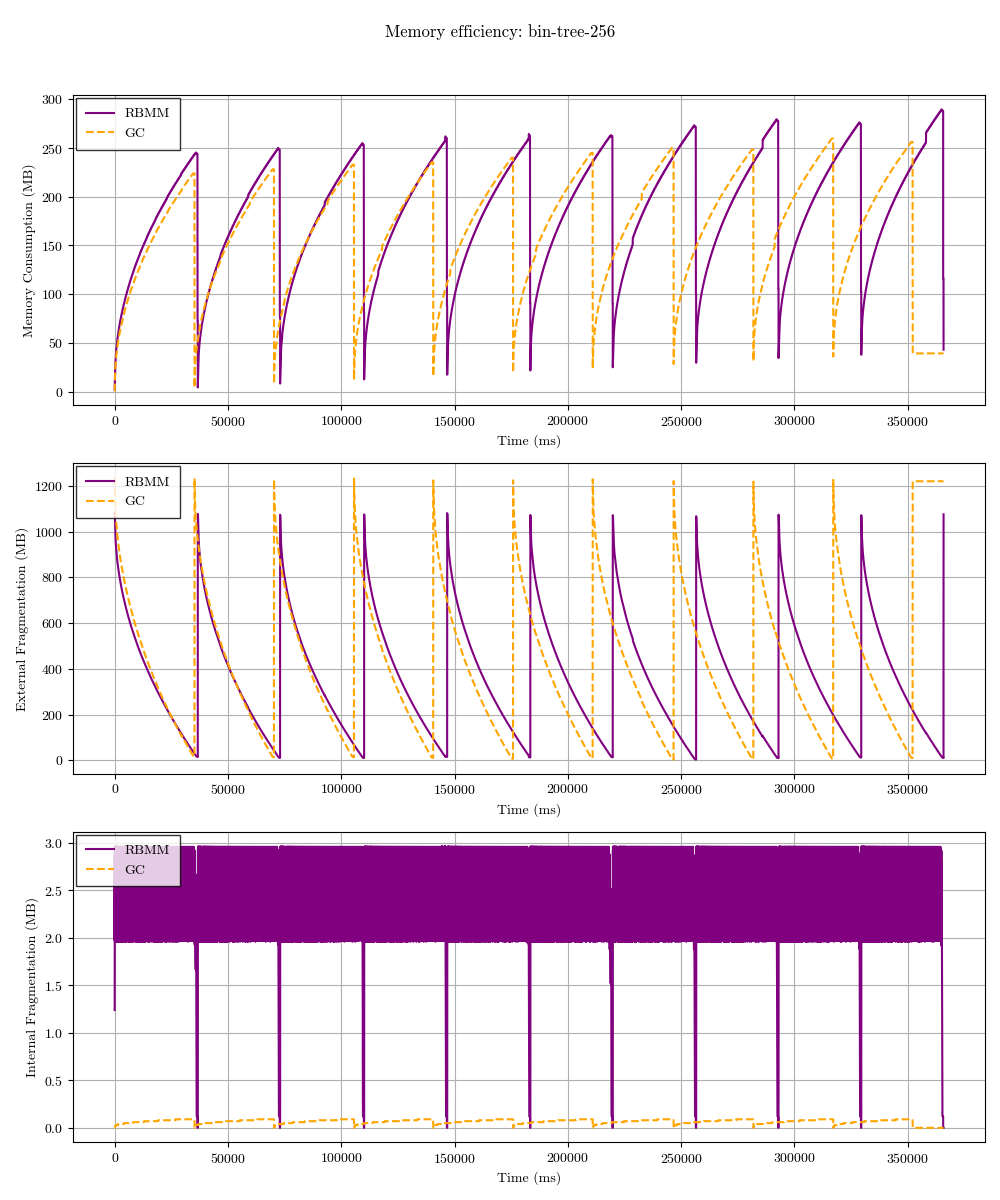 Memory efficiency: bin-tree-256
300
250
200
150
100
50
0
Memory Consumption (MB)
RBMM
GC
0 50000 100000 150000 200000 250000 300000 350000
Time (ms)
1200
1000
800
600
400
200
0
External Fragmentation (MB)
RBMM
GC
0 50000 100000 150000 200000 250000 300000 350000
Time (ms)
3.0
2.5
2.0
1.5
1.0
0.5
0.0
Internal Fragmentation (MB)
RBMM
GC
0 50000 100000 150000 200000 250000 300000 350000
Time (ms)